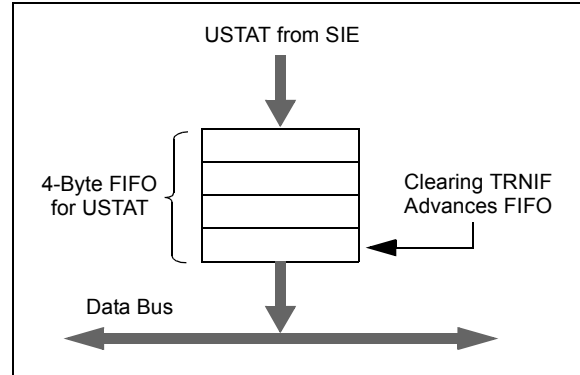 USTAT from SIE
4-Byte FIFO
for USTAT
Clearing TRNIF
Advances FIFO
Data Bus